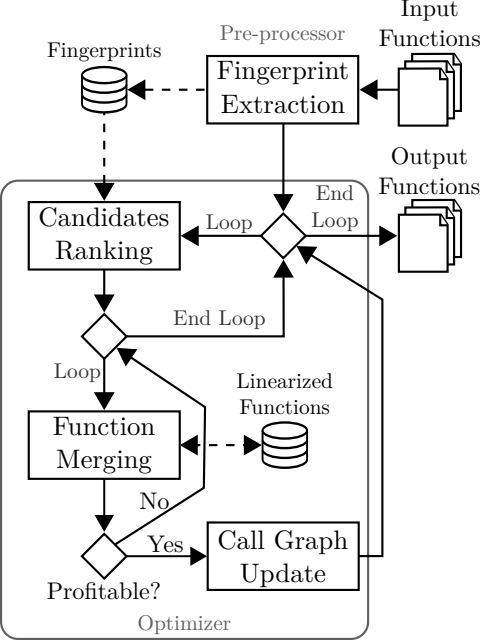 Input
Functions
Pre-processor
Fingerprints
Fingerprint
Extraction
Output
Functions
End
Loop
Loop
Candidates
Ranking
End Loop
Loop
Linearized
Functions
Function
Merging
No
Yes
Call Graph
Update
Profitable?
Optimizer